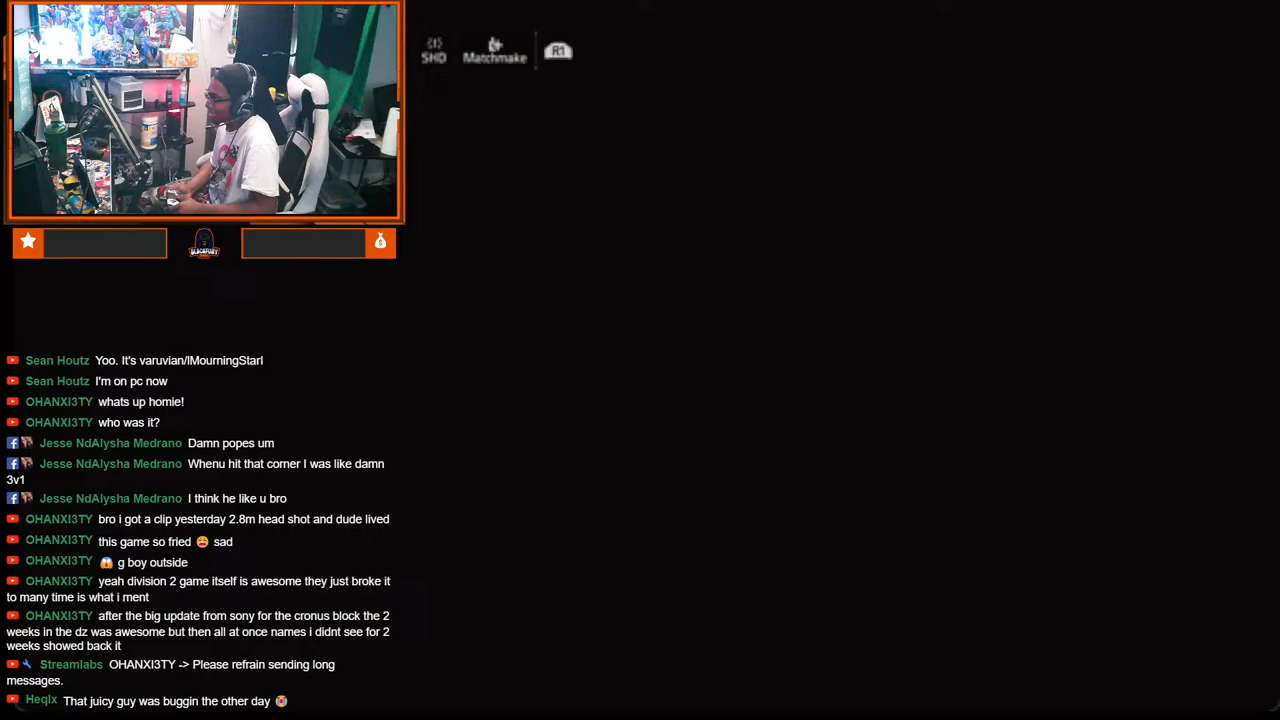 SHD Matchmake R1
Sean Houtz Yoo. It's varuvian/IMourningStarI
Sean Houtz I'm on pc now
OHANXI3TY whats up homie!
OHANXI3TY who was it?
Jesse NdAlysha Medrano Damn popes um
Jesse NdAlysha Medrano Whenu hit that corner I was like damn
3v1
Jesse NdAlysha Medrano I think he like u bro
OHANXI3TY bro i got a clip yesterday 2.8m head shot and dude lived
OHANXI3TY this game so fried 😩 sad
OHANXI3TY 😱 g boy outside
OHANXI3TY yeah division 2 game itself is awesome they just broke it
to many time is what i ment
OHANXI3TY after the big update from sony for the cronus block the 2
weeks in the dz was awesome but then all at once names i didnt see for 2
weeks showed back it
Streamlabs OHANXI3TY -> Please refrain sending long
messages.
Heqlx That juicy guy was buggin the other day 😭